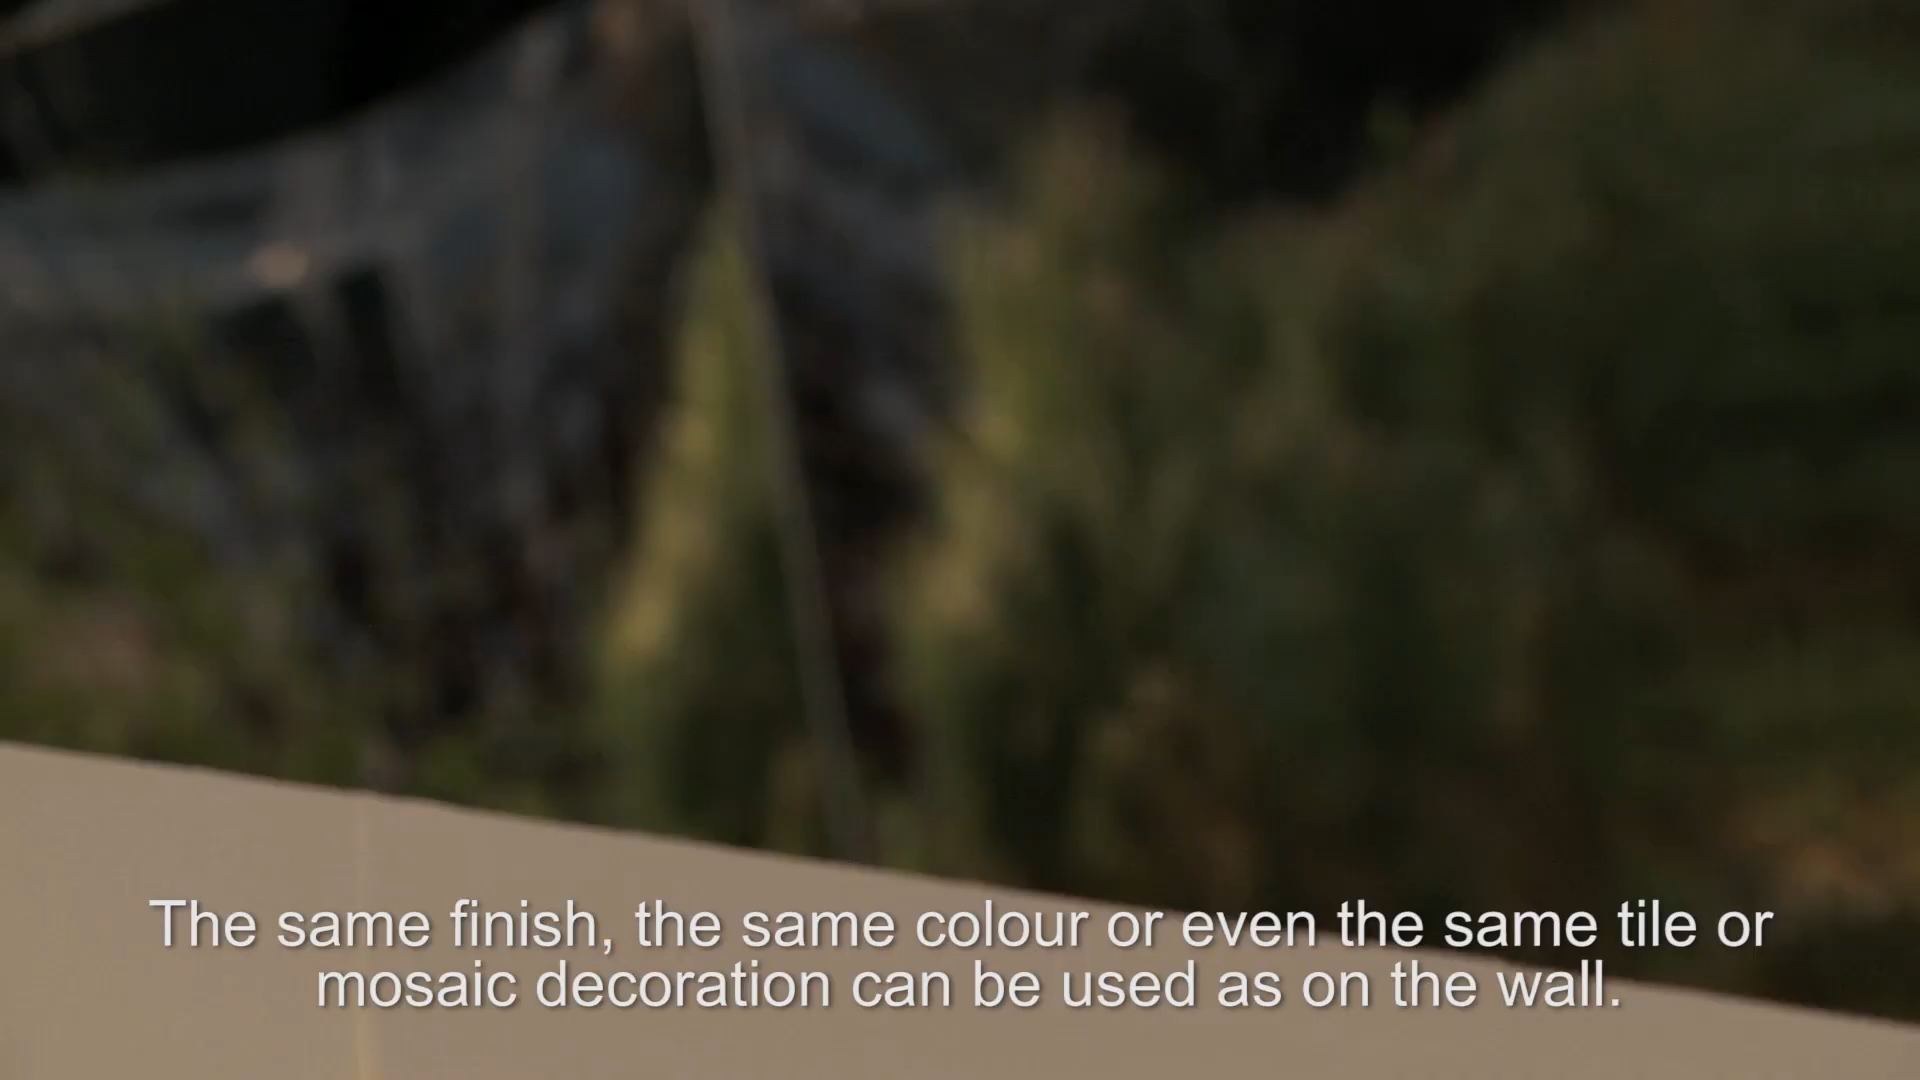 The same finish, the same colour or even the same tile or
mosaic decoration can be used as on the wall.